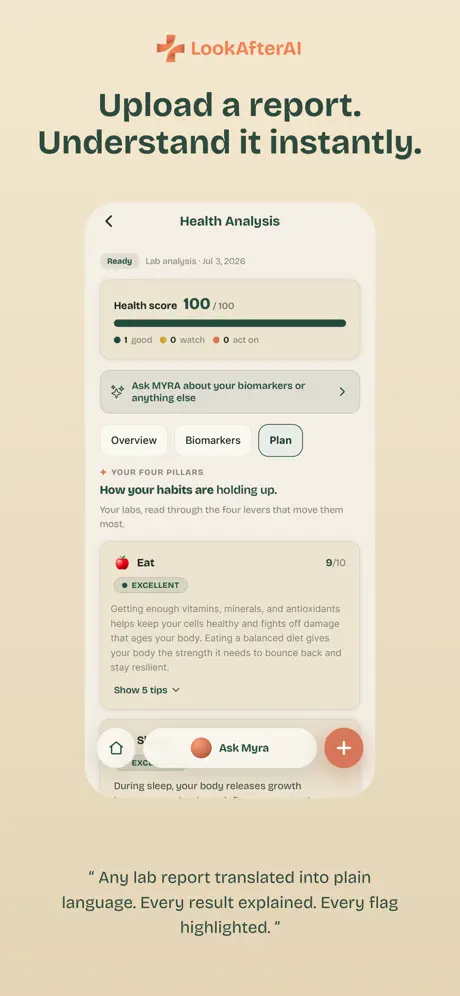 LookAfterAI
Upload a report.
Understand it instantly.
Health Analysis
Ready Lab analysis · Jul 3, 2026
Health score 100 / 100
1 good 0 watch 0 act on
Ask MYRA about your biomarkers or
anything else
Overview Biomarkers Plan
YOUR FOUR PILLARS
How your habits are holding up.
Your labs, read through the four levers that move them
most.
Eat 9/10
EXCELLENT
Getting enough vitamins, minerals, and antioxidants
helps keep your cells healthy and fights off damage
that ages your body. Eating a balanced diet gives
your body the strength it needs to bounce back and
stay resilient.
Show 5 tips
Ask Myra
During sleep, your body releases growth
“ Any lab report translated into plain
language. Every result explained. Every flag
highlighted. ”